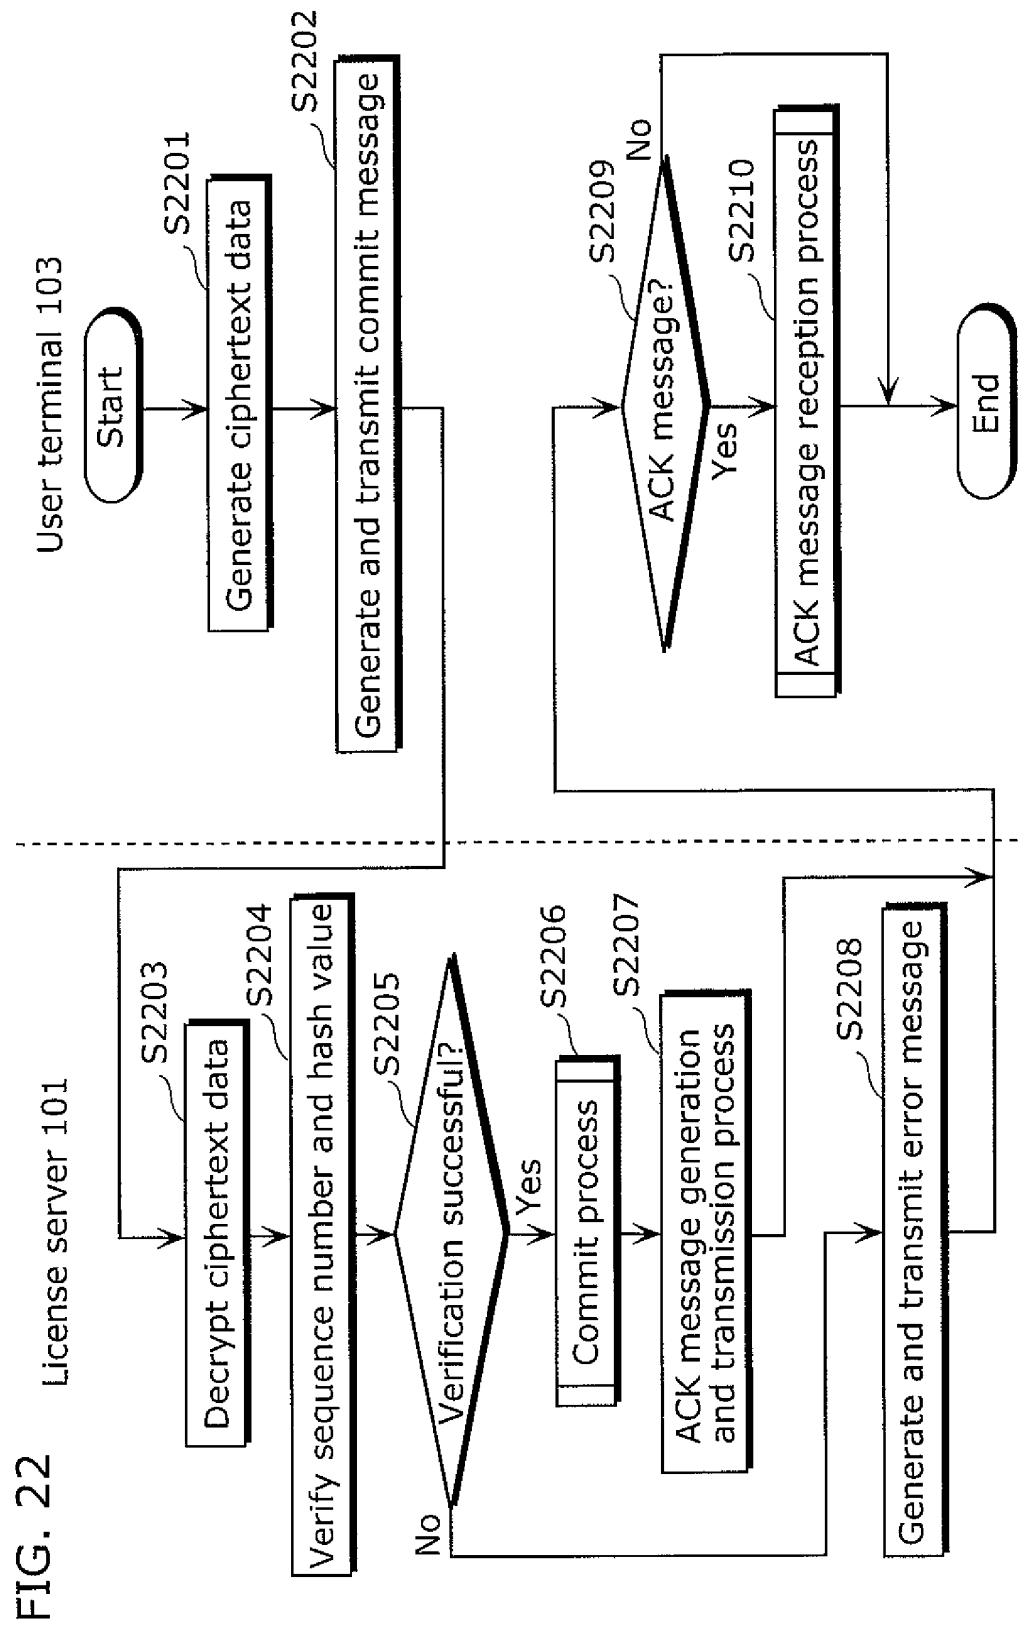 FIG. 22
License server 101
User terminal 103
Start
S2201
Generate ciphertext data
S2202
Generate and transmit commit message
S2203
Decrypt ciphertext data
S2204
Verify sequence number and hash value
S2205
Verification successful?
No
Yes
S2206
Commit process
S2207
ACK message generation
and transmission process
S2208
Generate and transmit error message
S2209
ACK message?
No
Yes
S2210
ACK message reception process
End